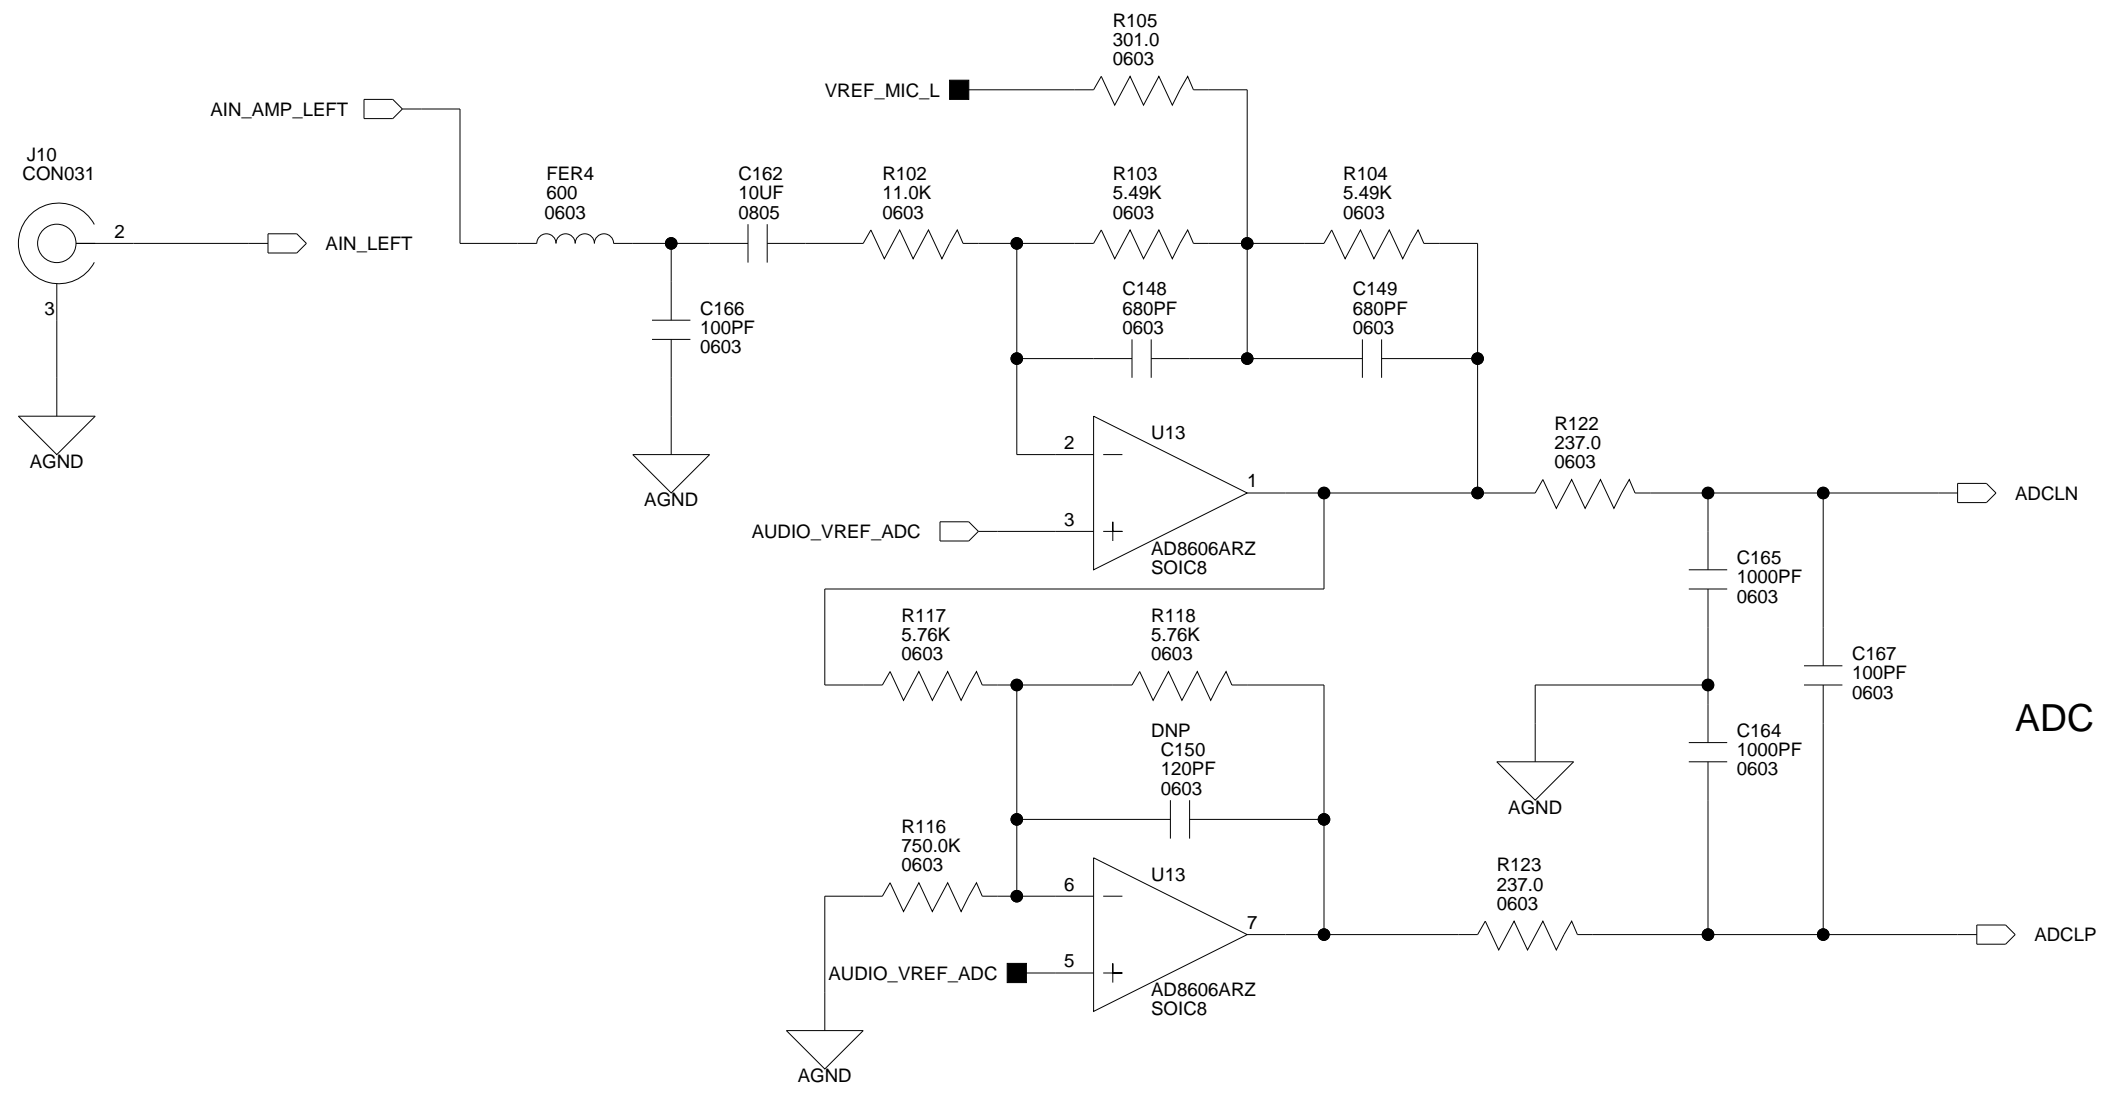 R105
301.0
0603
VREF_MIC_L
AIN_AMP_LEFT
J10
CON031
2
AIN_LEFT
3
AGND
FER4
600
0603
C162
10UF
0805
R102
11.0K
0603
R103
5.49K
0603
R104
5.49K
0603
C166
100PF
0603
AGND
C148
680PF
0603
C149
680PF
0603
U13
2
1
3
AUDIO_VREF_ADC
AD8606ARZ
SOIC8
R122
237.0
0603
ADCLN
C165
1000PF
0603
R117
5.76K
0603
R118
5.76K
0603
C167
100PF
0603
ADC
DNP
C150
120PF
0603
C164
1000PF
0603
AGND
R116
750.0K
0603
U13
6
7
5
AUDIO_VREF_ADC
AD8606ARZ
SOIC8
R123
237.0
0603
ADCLP
AGND